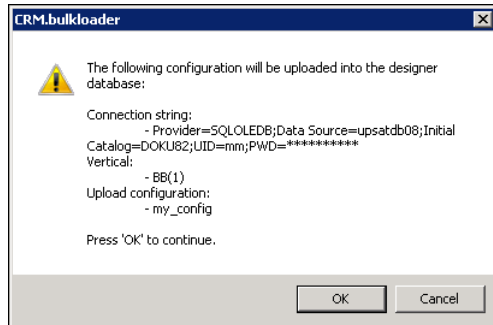 CRM.bulkloader
The following configuration will be uploaded into the designer
database:
Connection string:
- Provider=SQLOLEDB;Data Source=upsatdb08;Initial
Catalog=DOKU82;UID=mm;PWD=**********
Vertical:
- BB(1)
Upload configuration:
- my_config
Press 'OK' to continue.
OK
Cancel